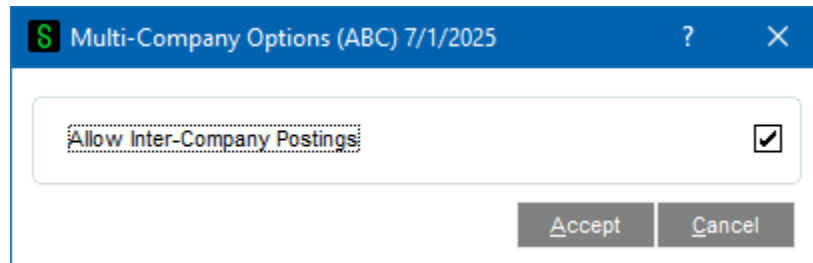 S Multi-Company Options (ABC) 7/1/2025 ?
Allow Inter-Company Postings
Accept Cancel